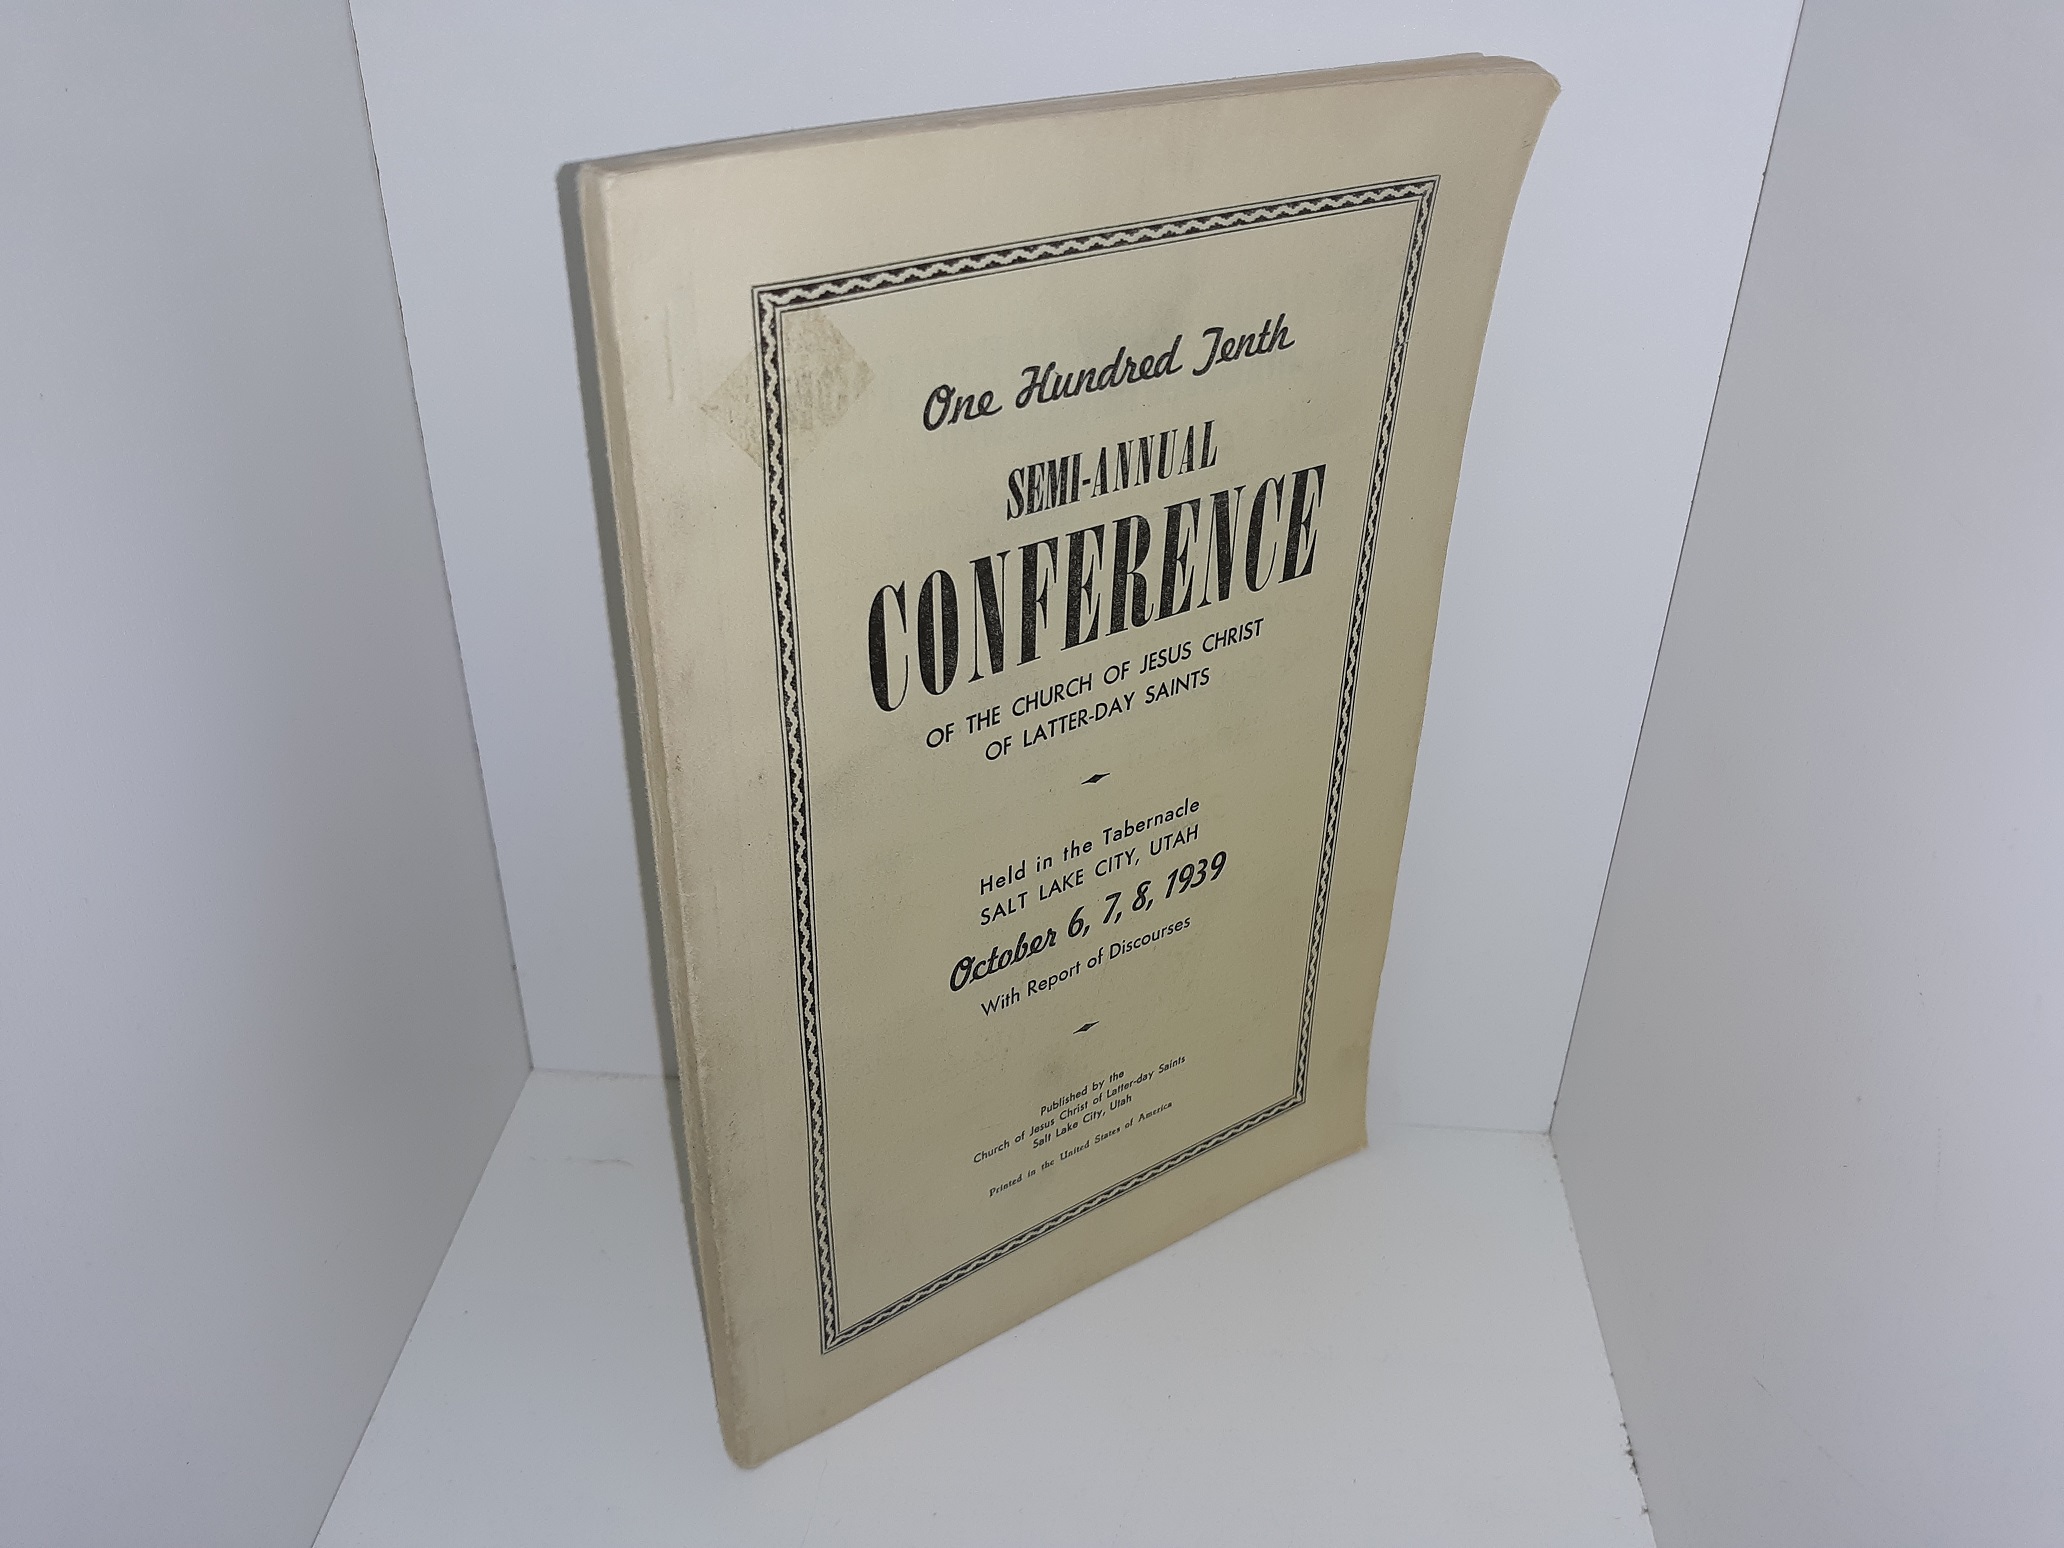 One Hundred Tenth
SEMI-ANNUAL
CONFERENCE
OF THE CHURCH OF JESUS CHRIST
OF LATTER-DAY SAINTS
Held in the Tabernacle
SALT LAKE CITY, UTAH
October 6, 7, 8, 1939
With Report of Discourses
Published by the
Church of Jesus Christ of Latter-day Saints
Salt Lake City, Utah
Printed in the United States of America